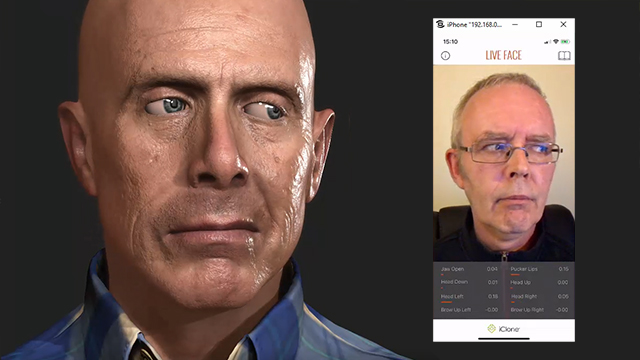 iPhone "192.168.0...
15:10
LIVE FACE
Jaw Open 0.04 Pucker Lips 0.10
Head Down 0.01 Head Up 0.00
Head Left 0.18 Head Right 0.05
Brow Up Left -0.00 Brow Up Right -0.00
iClone